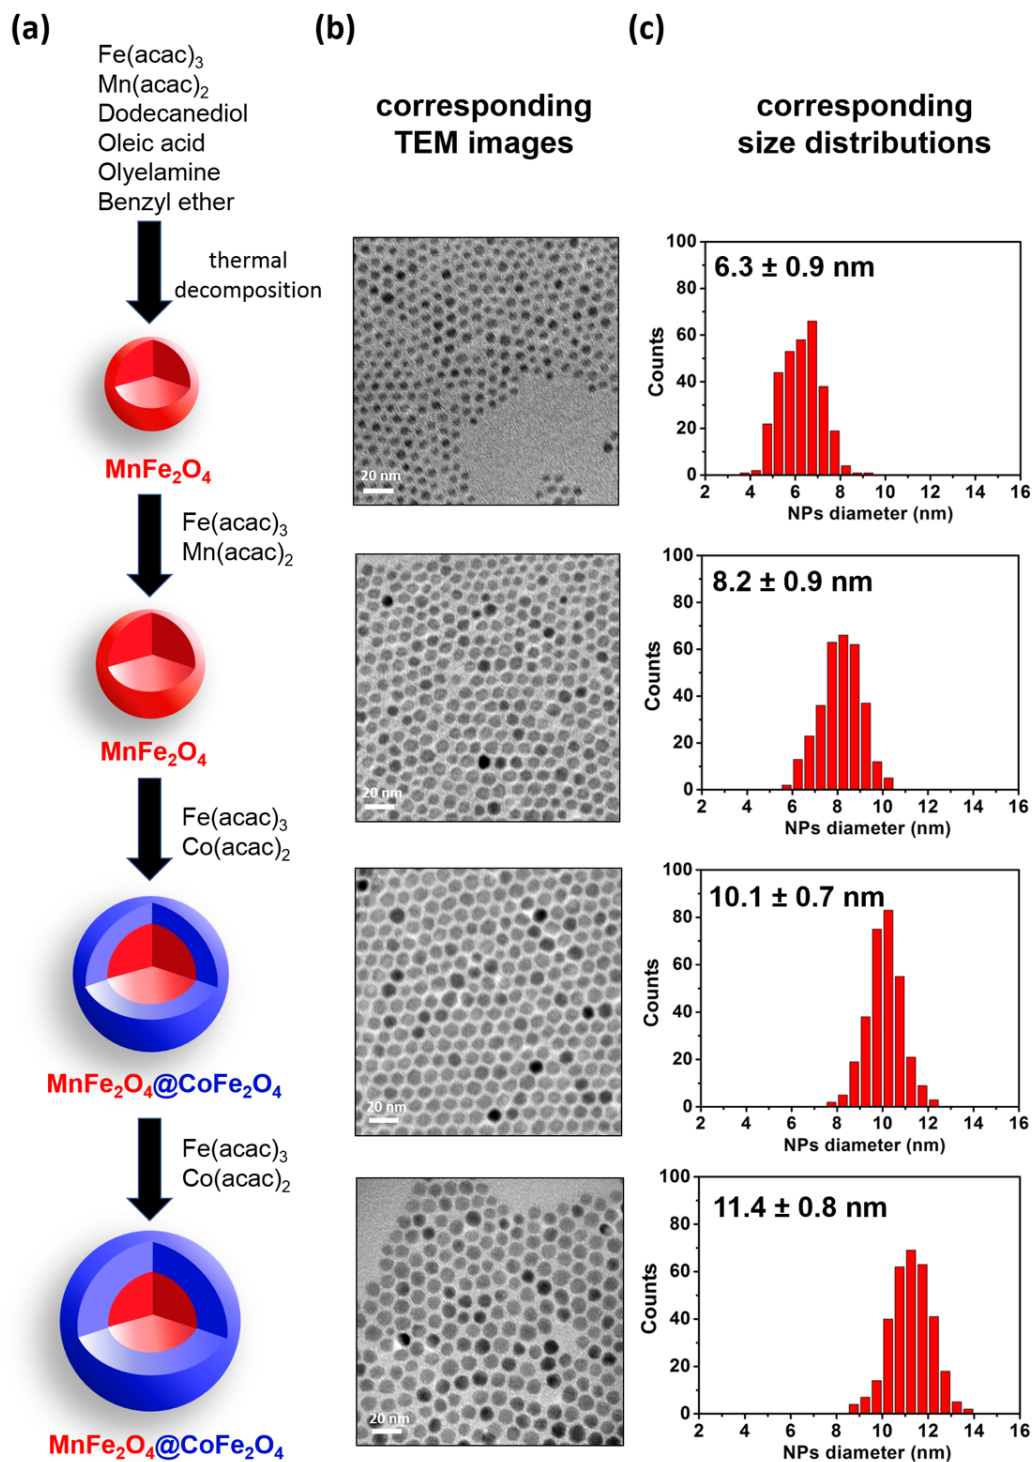 (a)
Fe(acac)₃
Mn(acac)₂
Dodecanediol
Oleic acid
Olyelamine
Benzyl ether
thermal
decomposition
MnFe₂O₄
Fe(acac)₃
Mn(acac)₂
MnFe₂O₄
Fe(acac)₃
Co(acac)₂
MnFe₂O₄@CoFe₂O₄
Fe(acac)₃
Co(acac)₂
MnFe₂O₄@CoFe₂O₄
(b)
corresponding
TEM images
20 nm
20 nm
20 nm
20 nm
(c)
corresponding
size distributions
6.3 ± 0.9 nm
Counts
100
80
60
40
20
0
2 4 6 8 10 12 14 16
NPs diameter (nm)
8.2 ± 0.9 nm
Counts
100
80
60
40
20
0
2 4 6 8 10 12 14 16
NPs diameter (nm)
10.1 ± 0.7 nm
Counts
100
80
60
40
20
0
2 4 6 8 10 12 14 16
NPs diameter (nm)
11.4 ± 0.8 nm
Counts
100
80
60
40
20
0
2 4 6 8 10 12 14 16
NPs diameter (nm)